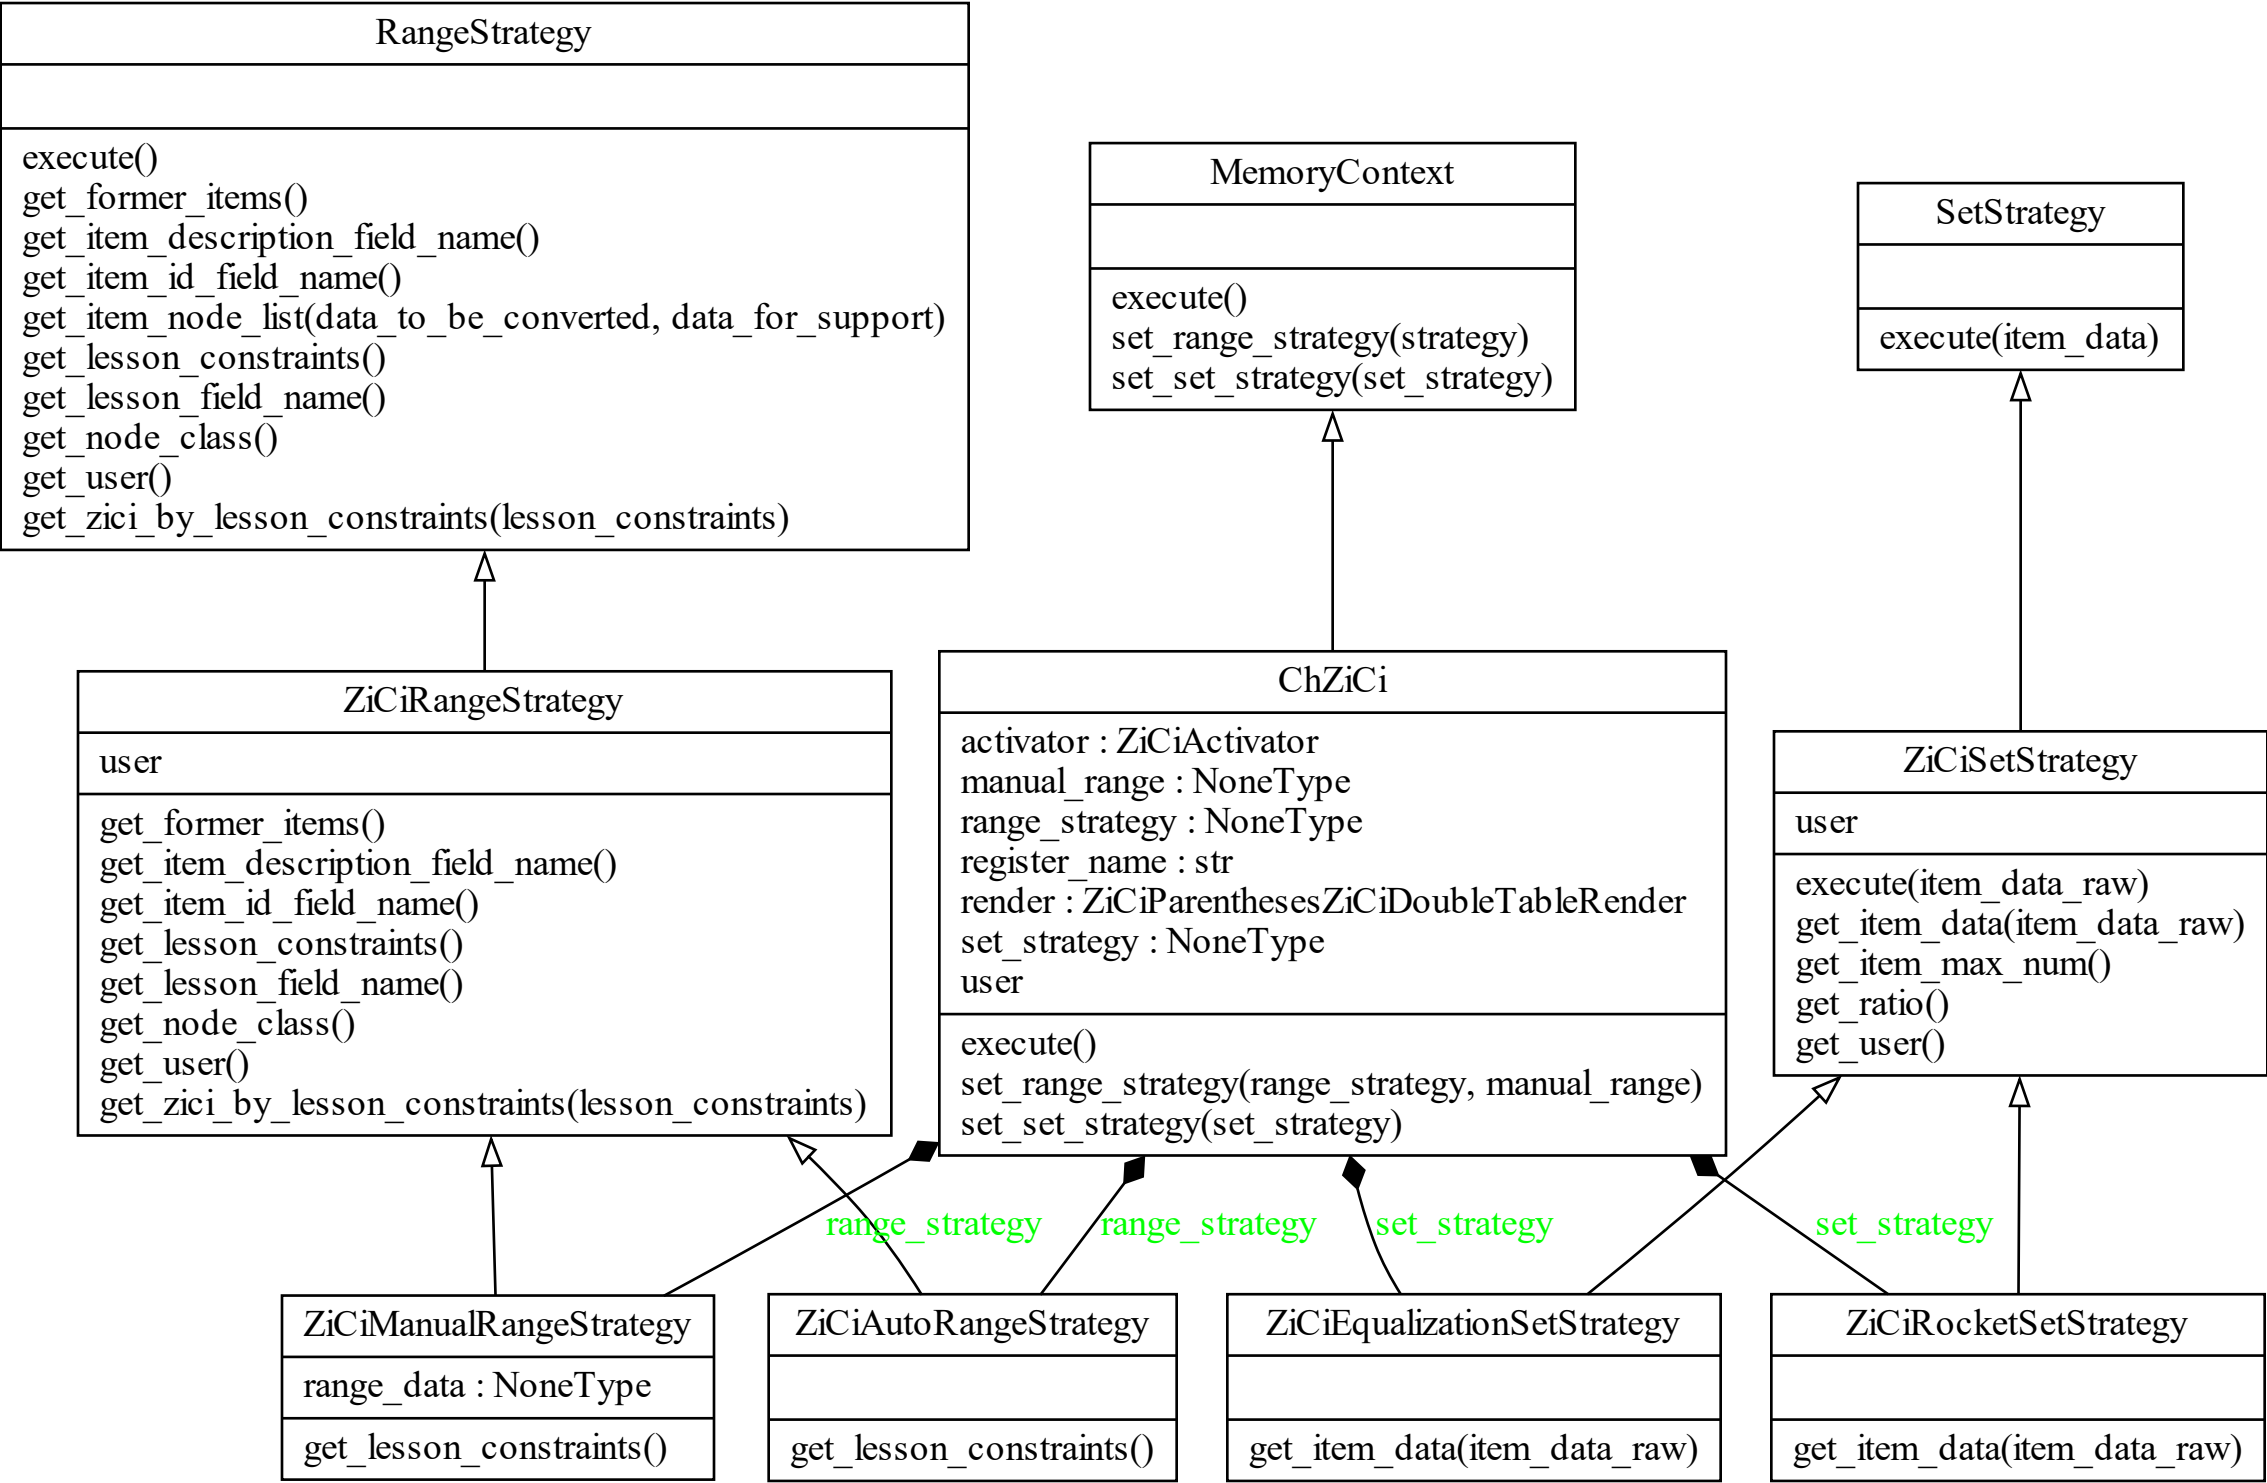 RangeStrategy
execute()
get_former_items()
get_item_description_field_name()
get_item_id_field_name()
get_item_node_list(data_to_be_converted, data_for_support)
get_lesson_constraints()
get_lesson_field_name()
get_node_class()
get_user()
get_zici_by_lesson_constraints(lesson_constraints)
MemoryContext
execute()
set_range_strategy(strategy)
set_set_strategy(set_strategy)
SetStrategy
execute(item_data)
ZiCiRangeStrategy
user
get_former_items()
get_item_description_field_name()
get_item_id_field_name()
get_lesson_constraints()
get_lesson_field_name()
get_node_class()
get_user()
get_zici_by_lesson_constraints(lesson_constraints)
ChZiCi
activator : ZiCiActivator
manual_range : NoneType
range_strategy : NoneType
register_name : str
render : ZiCiParenthesesZiCiDoubleTableRender
set_strategy : NoneType
user
execute()
set_range_strategy(range_strategy, manual_range)
set_set_strategy(set_strategy)
ZiCiSetStrategy
user
execute(item_data_raw)
get_item_data(item_data_raw)
get_item_max_num()
get_ratio()
get_user()
range_strategy
range_strategy
set_strategy
set_strategy
ZiCiManualRangeStrategy
range_data : NoneType
get_lesson_constraints()
ZiCiAutoRangeStrategy
get_lesson_constraints()
ZiCiEqualizationSetStrategy
get_item_data(item_data_raw)
ZiCiRocketSetStrategy
get_item_data(item_data_raw)